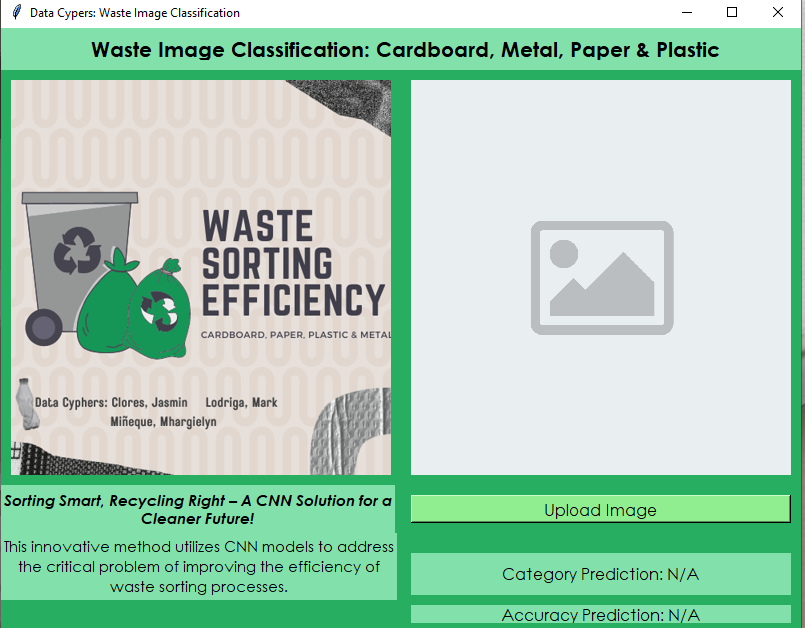 Data Cypers: Waste Image Classification
Waste Image Classification: Cardboard, Metal, Paper & Plastic
WASTE
SORTING
EFFICIENCY
CARDBOARD, PAPER, PLASTIC & METAL
Data Cyphers: Clores, Jasmin Lodriga, Mark
Miñeque, Mhargielyn
Sorting Smart, Recycling Right – A CNN Solution for a
Cleaner Future!
This innovative method utilizes CNN models to address
the critical problem of improving the efficiency of
waste sorting processes.
Upload Image
Category Prediction: N/A
Accuracy Prediction: N/A